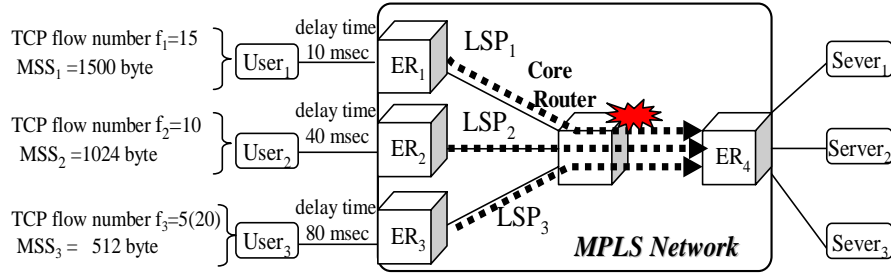 TCP flow number f1=15
MSS1 =1500 byte
User1
delay time
10 msec
ER1
LSP1
Core
Router
Sever1
TCP flow number f2=10
MSS2 =1024 byte
User2
delay time
40 msec
ER2
LSP2
ER4
Server2
TCP flow number f3=5(20)
MSS3 = 512 byte
User3
delay time
80 msec
ER3
LSP3
MPLS Network
Sever3